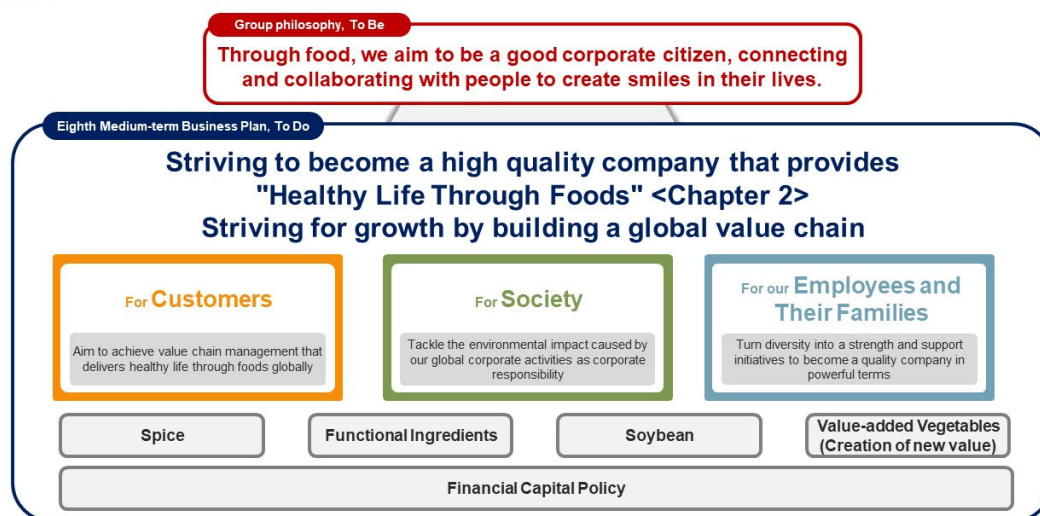 Group philosophy, To Be
Through food, we aim to be a good corporate citizen, connecting
and collaborating with people to create smiles in their lives.
Eighth Medium-term Business Plan, To Do
Striving to become a high quality company that provides
"Healthy Life Through Foods" <Chapter 2>
Striving for growth by building a global value chain
For Customers
Aim to achieve value chain management that
delivers healthy life through foods globally
For Society
Tackle the environmental impact caused by
our global corporate activities as corporate
responsibility
For our Employees and
Their Families
Turn diversity into a strength and support
initiatives to become a quality company in
powerful terms
Spice
Functional Ingredients
Soybean
Value-added Vegetables
(Creation of new value)
Financial Capital Policy